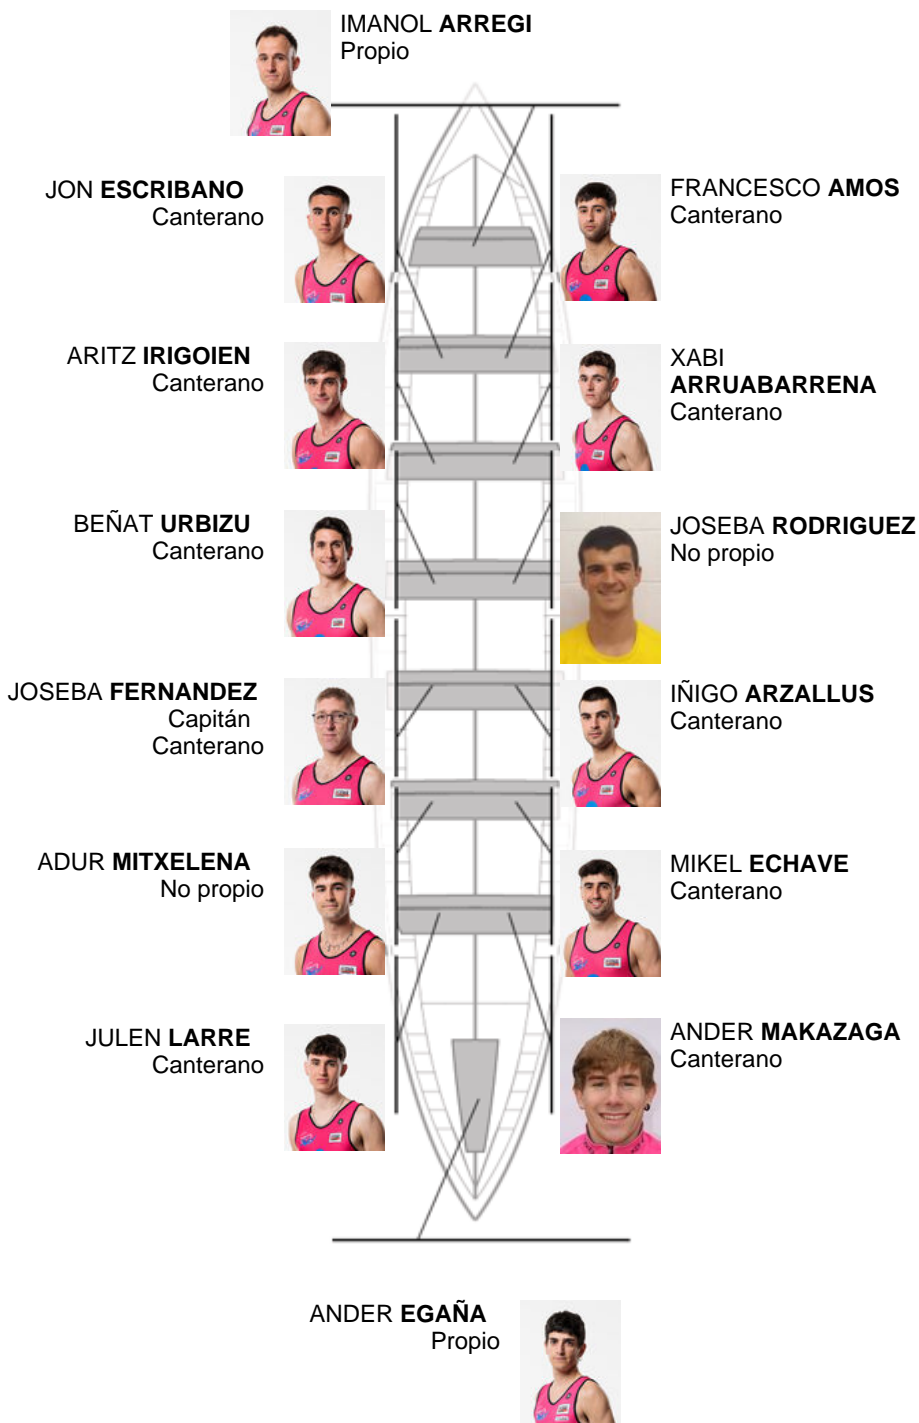 IMANOL ARREGI
Propio
JON ESCRIBANO
Canterano
FRANCESCO AMOS
Canterano
ARITZ IRIGOIEN
Canterano
XABI
ARRUABARRENA
Canterano
BEÑAT URBIZU
Canterano
JOSEBA RODRIGUEZ
No propio
JOSEBA FERNANDEZ
Capitán
Canterano
IÑIGO ARZALLUS
Canterano
ADUR MITXELENA
No propio
MIKEL ECHAVE
Canterano
JULEN LARRE
Canterano
ANDER MAKAZAGA
Canterano
ANDER EGAÑA
Propio